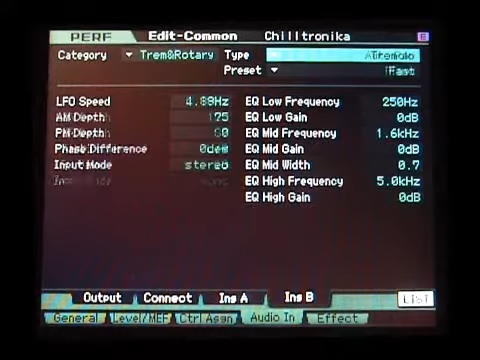 PERF Edit-Common Chilltronika E
Category Trem&Rotary Type Tremolo
Preset Fast
LFO Speed 4.89Hz EQ Low Frequency 250Hz
AM Depth EQ Low Gain 0dB
PM Depth EQ Mid Frequency 1.6kHz
Phase Difference EQ Mid Gain 0dB
Input Mode stereo EQ Mid Width 0.7
EQ High Frequency 5.0kHz
EQ High Gain 0dB
Output Connect Ins A Ins B LIST
General Level/MEF Ctrl Asgn Audio In Effect